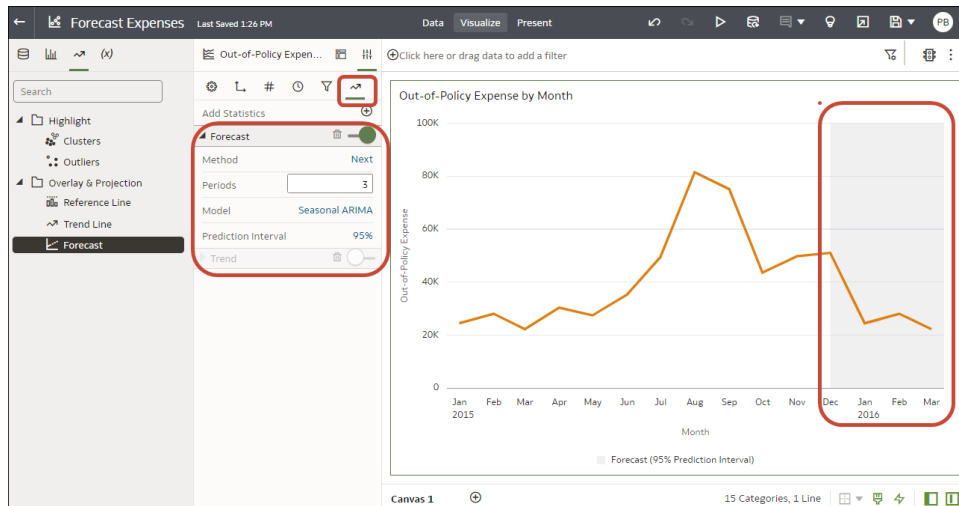 Forecast Expenses Last Saved 1:26 PM Data Visualize Present PB
(x) Out-of-Policy Expen... Click here or drag data to add a filter
Search
Highlight
Clusters
Outliers
Overlay & Projection
Reference Line
Trend Line
Forecast
Add Statistics
Forecast
Method Next
Periods 3
Model Seasonal ARIMA
Prediction Interval 95%
Trend
Out-of-Policy Expense by Month
100K
80K
60K
40K
20K
0
Out-of-Policy Expense
Jan Feb Mar Apr May Jun Jul Aug Sep Oct Nov Dec Jan Feb Mar
2015 2016
Month
Forecast (95% Prediction Interval)
Canvas 1 15 Categories, 1 Line